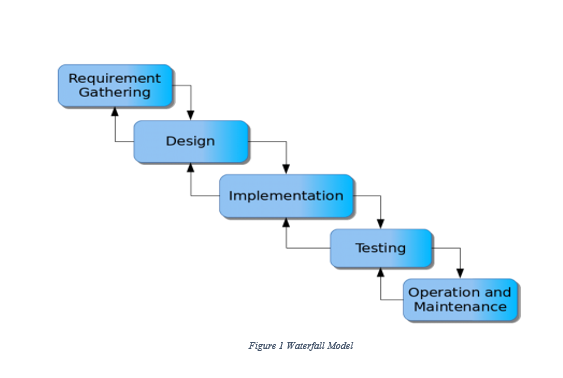 Requirement
Gathering
Design
Implementation
Testing
Operation and
Maintenance
Figure 1 Waterfall Model